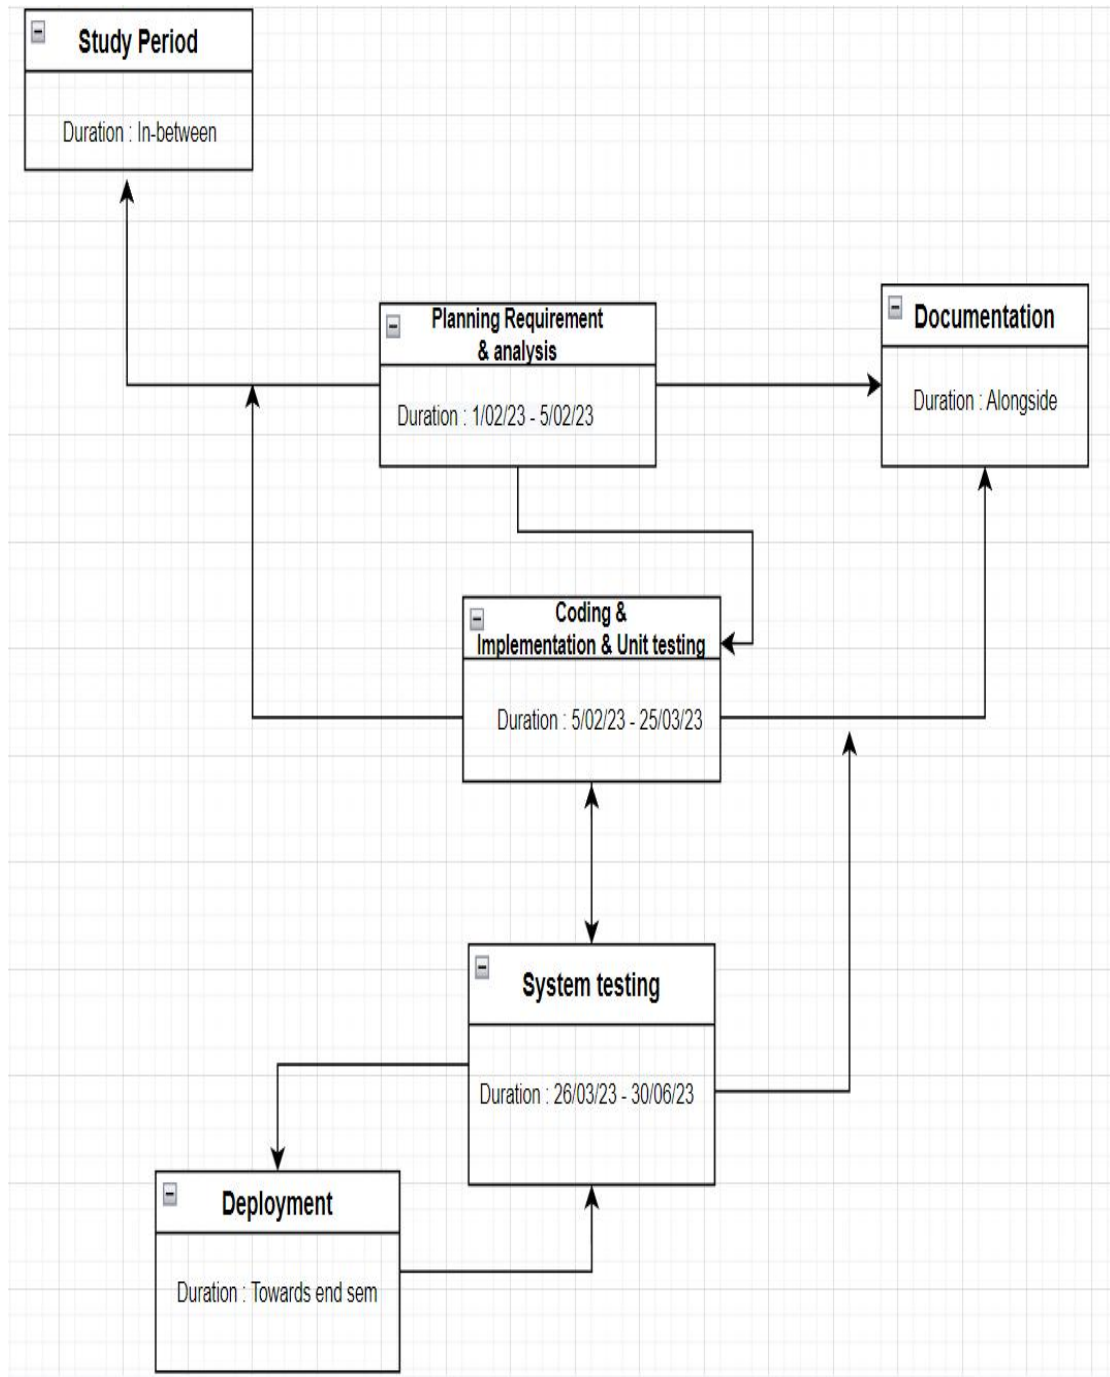 Study Period
Duration : In-between
Planning Requirement
& analysis
Duration : 1/02/23 - 5/02/23
Documentation
Duration : Alongside
Coding &
Implementation & Unit testing
Duration : 5/02/23 - 25/03/23
System testing
Duration : 26/03/23 - 30/06/23
Deployment
Duration : Towards end sem